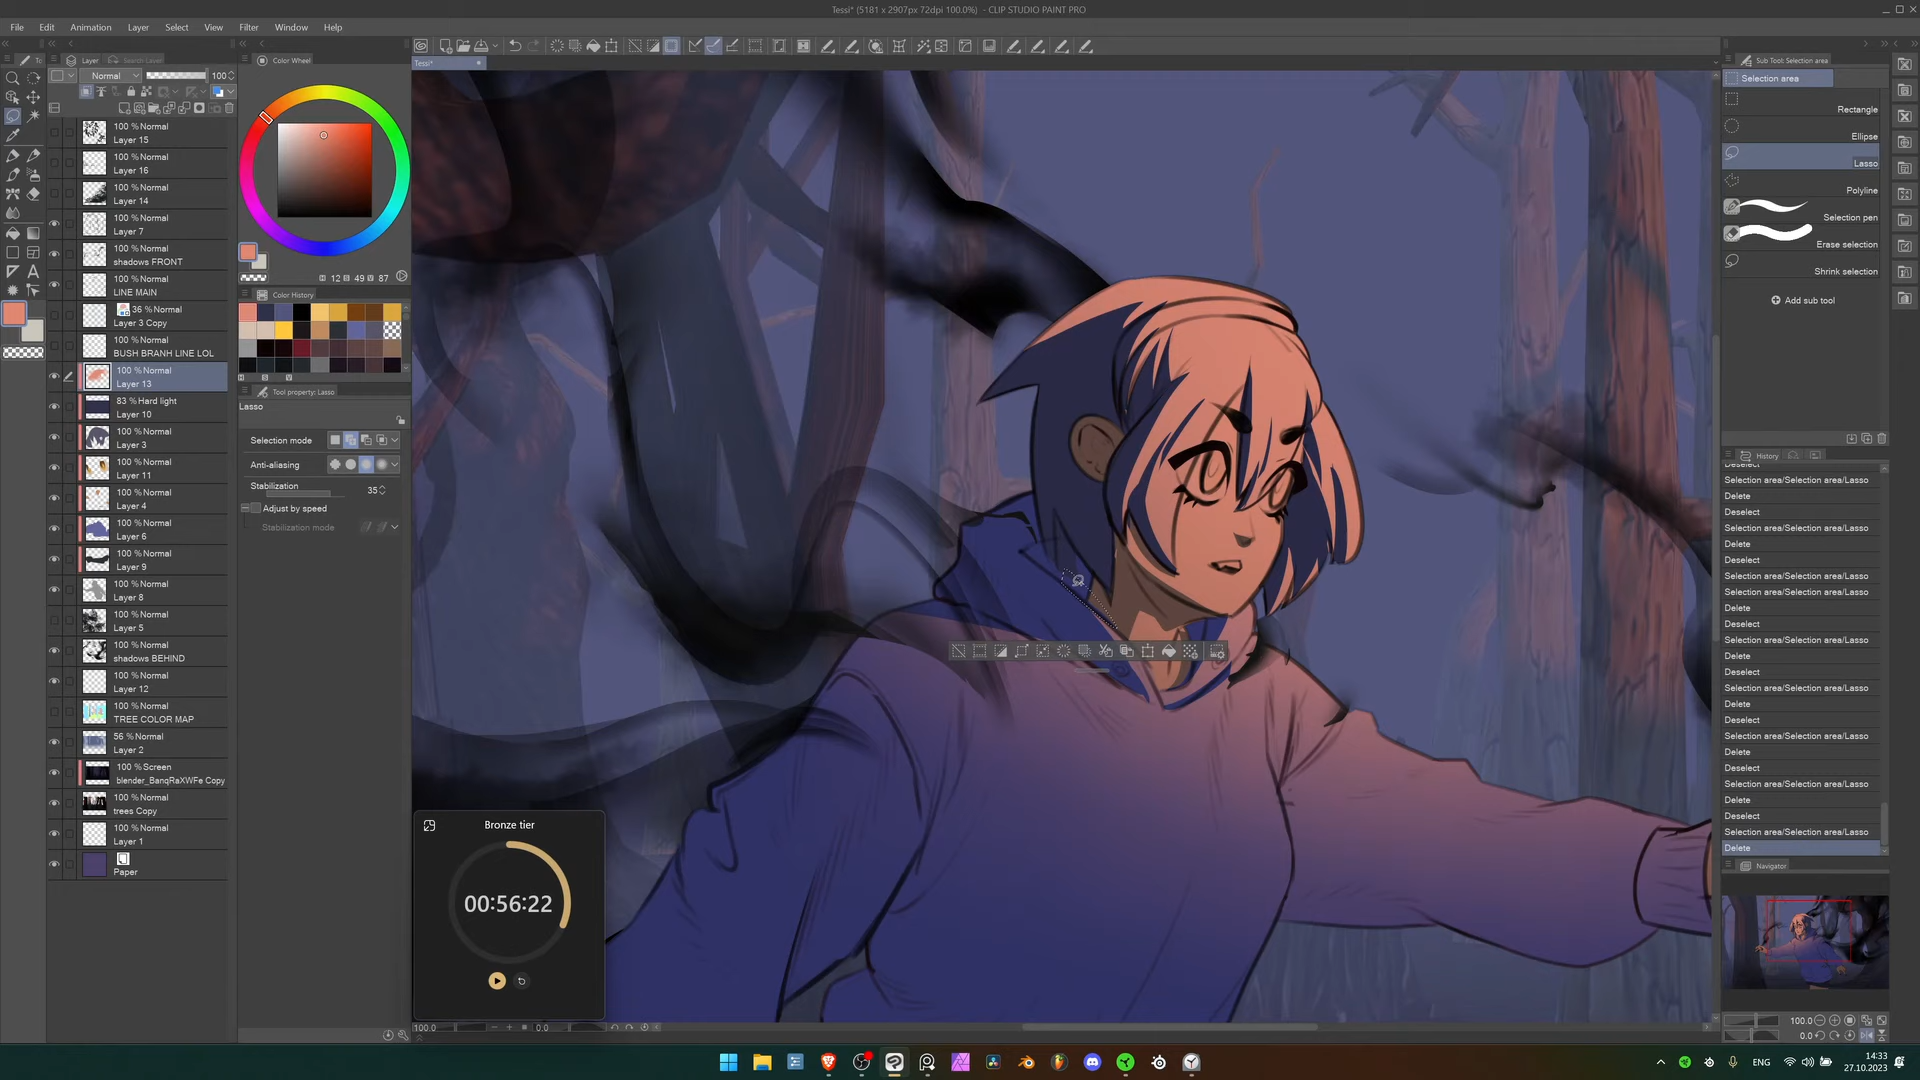 Tessi* (5181 x 2907px 72dpi 100.0%) - CLIP STUDIO PAINT PRO
File Edit Animation Layer Select View Filter Window Help
Tc
Layer
Search Layer
Normal
100
100 %Normal
Layer 15
100 %Normal
Layer 16
100 %Normal
Layer 14
100 %Normal
Layer 7
100 %Normal
shadows FRONT
100 %Normal
LINE MAIN
36 %Normal
Layer 3 Copy
100 %Normal
BUSH BRANH LINE LOL
100 %Normal
Layer 13
83 %Hard light
Layer 10
100 %Normal
Layer 3
100 %Normal
Layer 11
100 %Normal
Layer 4
100 %Normal
Layer 6
100 %Normal
Layer 9
100 %Normal
Layer 8
100 %Normal
Layer 5
100 %Normal
shadows BEHIND
100 %Normal
Layer 12
100 %Normal
TREE COLOR MAP
56 %Normal
Layer 2
100 %Screen
blender_BanqRaXWFe Copy
100 %Normal
trees Copy
100 %Normal
Layer 1
Paper
Color Wheel
H 12 S 49 V 87
Color History
H S V
Tool property: Lasso
Lasso
Selection mode
Anti-aliasing
Stabilization 35
Adjust by speed
Stabilization mode
Tessi*
Bronze tier
00:56:22
100.0
0.0
Sub Tool: Selection area
Selection area
Rectangle
Ellipse
Lasso
Polyline
Selection pen
Erase selection
Shrink selection
Add sub tool
History
Deselect
Selection area/Selection area/Lasso
Delete
Deselect
Selection area/Selection area/Lasso
Delete
Deselect
Selection area/Selection area/Lasso
Delete
Deselect
Selection area/Selection area/Lasso
Delete
Deselect
Selection area/Selection area/Lasso
Delete
Deselect
Selection area/Selection area/Lasso
Delete
Deselect
Selection area/Selection area/Lasso
Delete
Deselect
Selection area/Selection area/Lasso
Delete
Deselect
Selection area/Selection area/Lasso
Delete
Navigator
100.0
0.0
ENG
14:33
27.10.2023